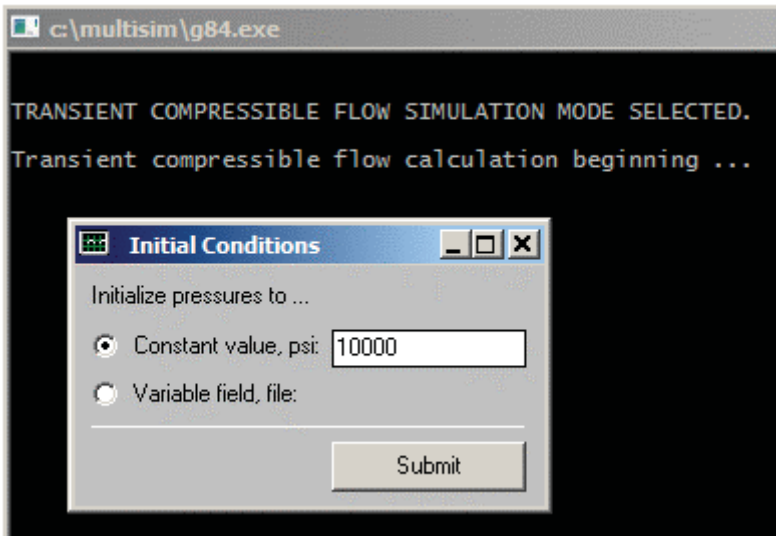 c:\multisim\g84.exe
TRANSIENT COMPRESSIBLE FLOW SIMULATION MODE SELECTED.
Transient compressible flow calculation beginning ...
Initial Conditions
Initialize pressures to ...
Constant value, psi: 10000
Variable field, file:
Submit